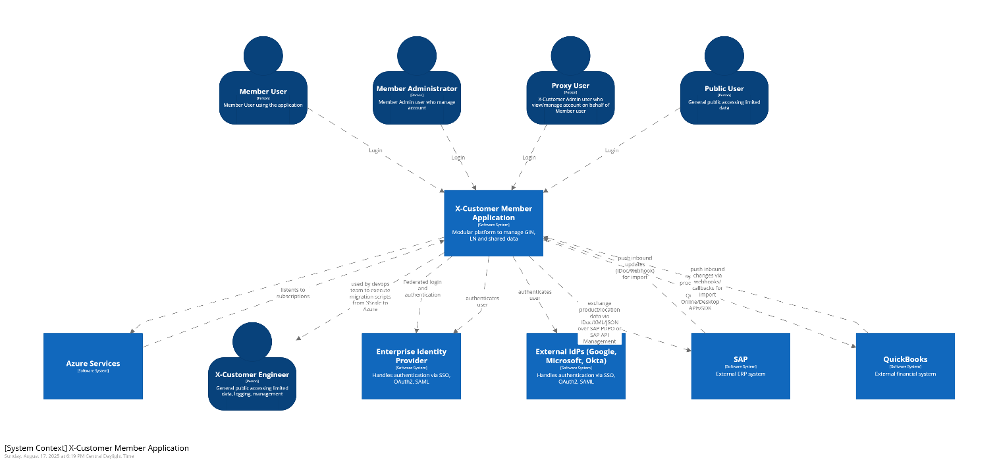 Member User
[Person]
Member User using the application
Member Administrator
[Person]
Member Admin user who manage
account
Proxy User
[Person]
X-Customer Admin user who
view/manage account on behalf of
Member user
Public User
[Person]
General public accessing limited
data
Login
Login
Login
Login
X-Customer Member
Application
[Software System]
Modular platform to manage GIN,
LN and shared data
listents to
subscriptions
used by devops
team to execute
migration scripts
from 3Scale to
Azure
Federated login
and
authentication
authenticates
user
authenticates
user
exchange
product/location
data via
IDoc/XML/JSON
over SAP PI/PO or
SAP API
Management
push inbound
updates
(IDoc/webhook)
for import
push inbound
changes via
webhooks/
callbacks for
import
Online/Desktop
APIs/SDK
Azure Services
[Software System]
X-Customer Engineer
[Person]
General public accessing limited
data, logging, management
Enterprise Identity
Provider
[Software System]
Handles authentication via SSO,
OAuth2, SAML
External IdPs (Google,
Microsoft, Okta)
[Software System]
Handles authentication via SSO,
OAuth2, SAML
SAP
[Software System]
External ERP system
QuickBooks
[Software System]
External financial system
[System Context] X-Customer Member Application
Sunday, August 17, 2025 at 6:19 PM Central Daylight Time